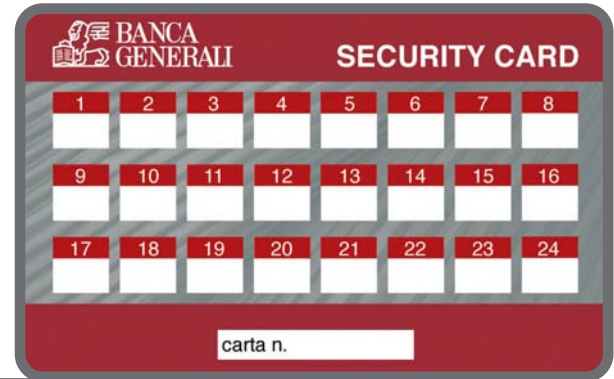 BANCA
GENERALI
SECURITY CARD
1 2 3 4 5 6 7 8
9 10 11 12 13 14 15 16
17 18 19 20 21 22 23 24
carta n.